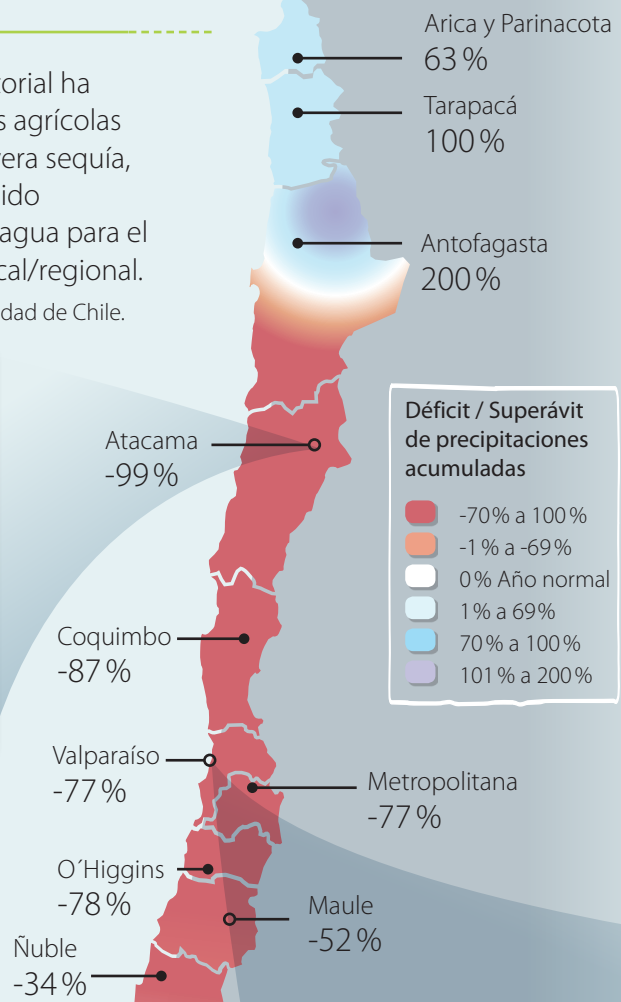 torial ha
s agrícolas
vera sequía,
ido
agua para el
cal/regional.
dad de Chile.
Arica y Parinacota
63%
Tarapacá
100%
Antofagasta
200%
Déficit / Superávit
de precipitaciones
acumuladas
-70% a 100%
-1% a -69%
0% Año normal
1% a 69%
70% a 100%
101% a 200%
Atacama
-99%
Coquimbo
-87%
Valparaíso
-77%
Metropolitana
-77%
O´Higgins
-78%
Maule
-52%
Ñuble
-34%